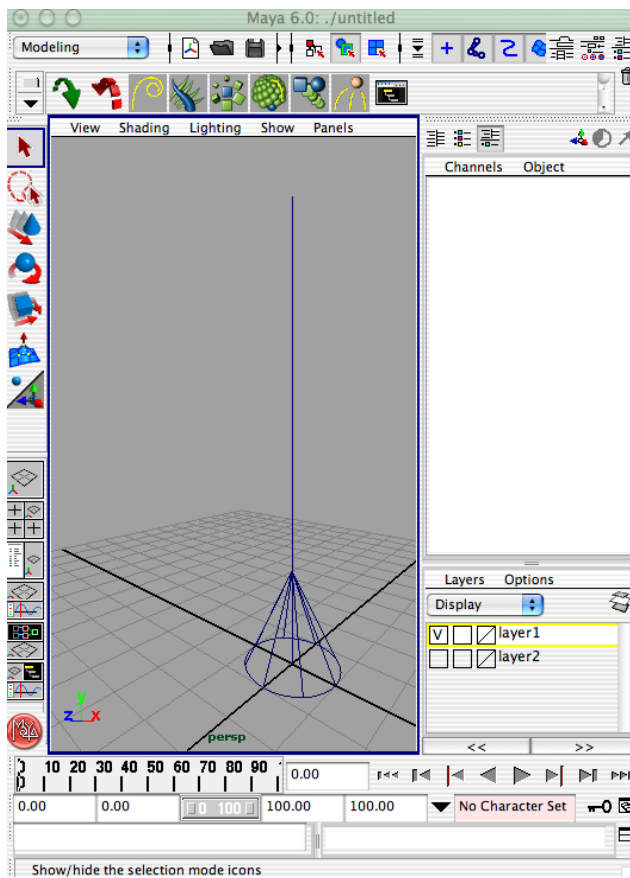 Maya 6.0: ./untitled
Modeling
View Shading Lighting Show Panels
Channels Object
Layers Options
Display
V layer1
layer2
y
z x
persp
<< >>
Maya
0 10 20 30 40 50 60 70 80 90 0.00
0.00 0.00 0 100 100.00 100.00 No Character Set
Show/hide the selection mode icons